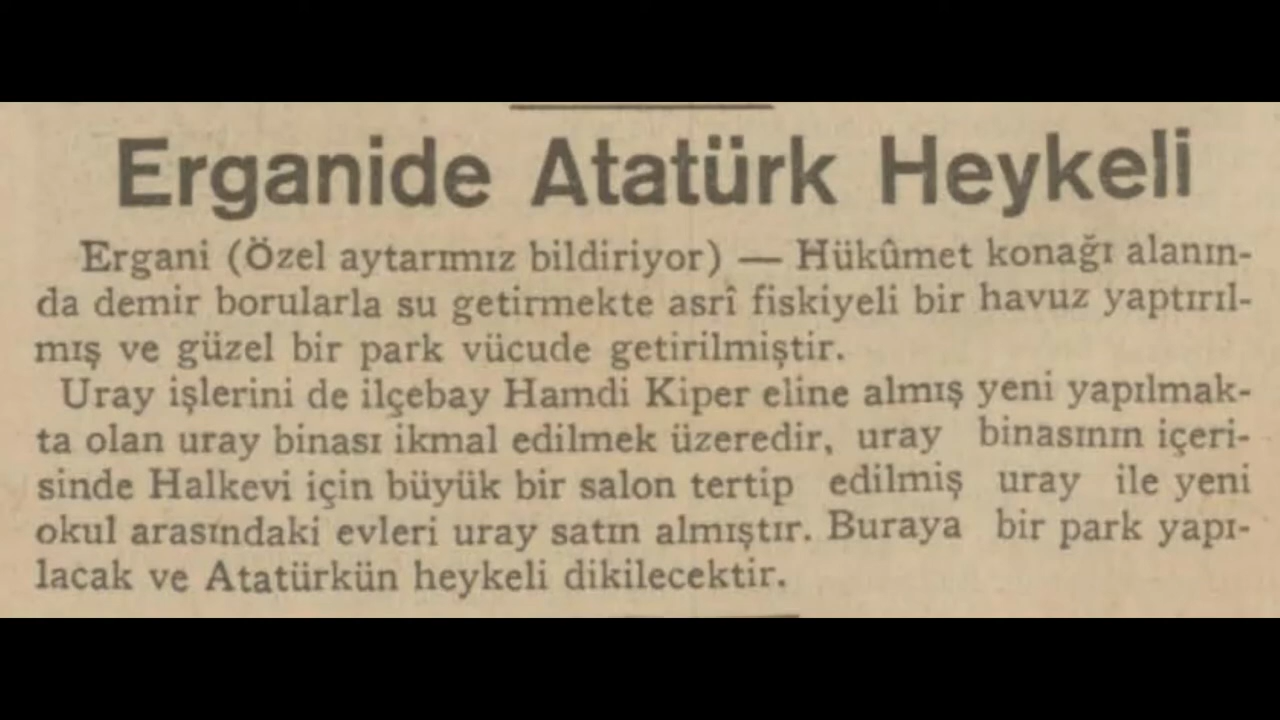 Erganide Atatürk Heykeli
Ergani (Özel aytarımız bildiriyor) — Hükûmet konağı alanın-
da demir borularla su getirmekte asrî fiskiyeli bir havuz yaptırıl-
mış ve güzel bir park vücude getirilmiştir.
Uray işlerini de ilçebay Hamdi Kiper eline almış yeni yapılmak-
ta olan uray binası ikmal edilmek üzeredir, uray binasının içeri-
sinde Halkevi için büyük bir salon tertip edilmiş uray ile yeni
okul arasındaki evleri uray satın almıştır. Buraya bir park yapı-
lacak ve Atatürkün heykeli dikilecektir.